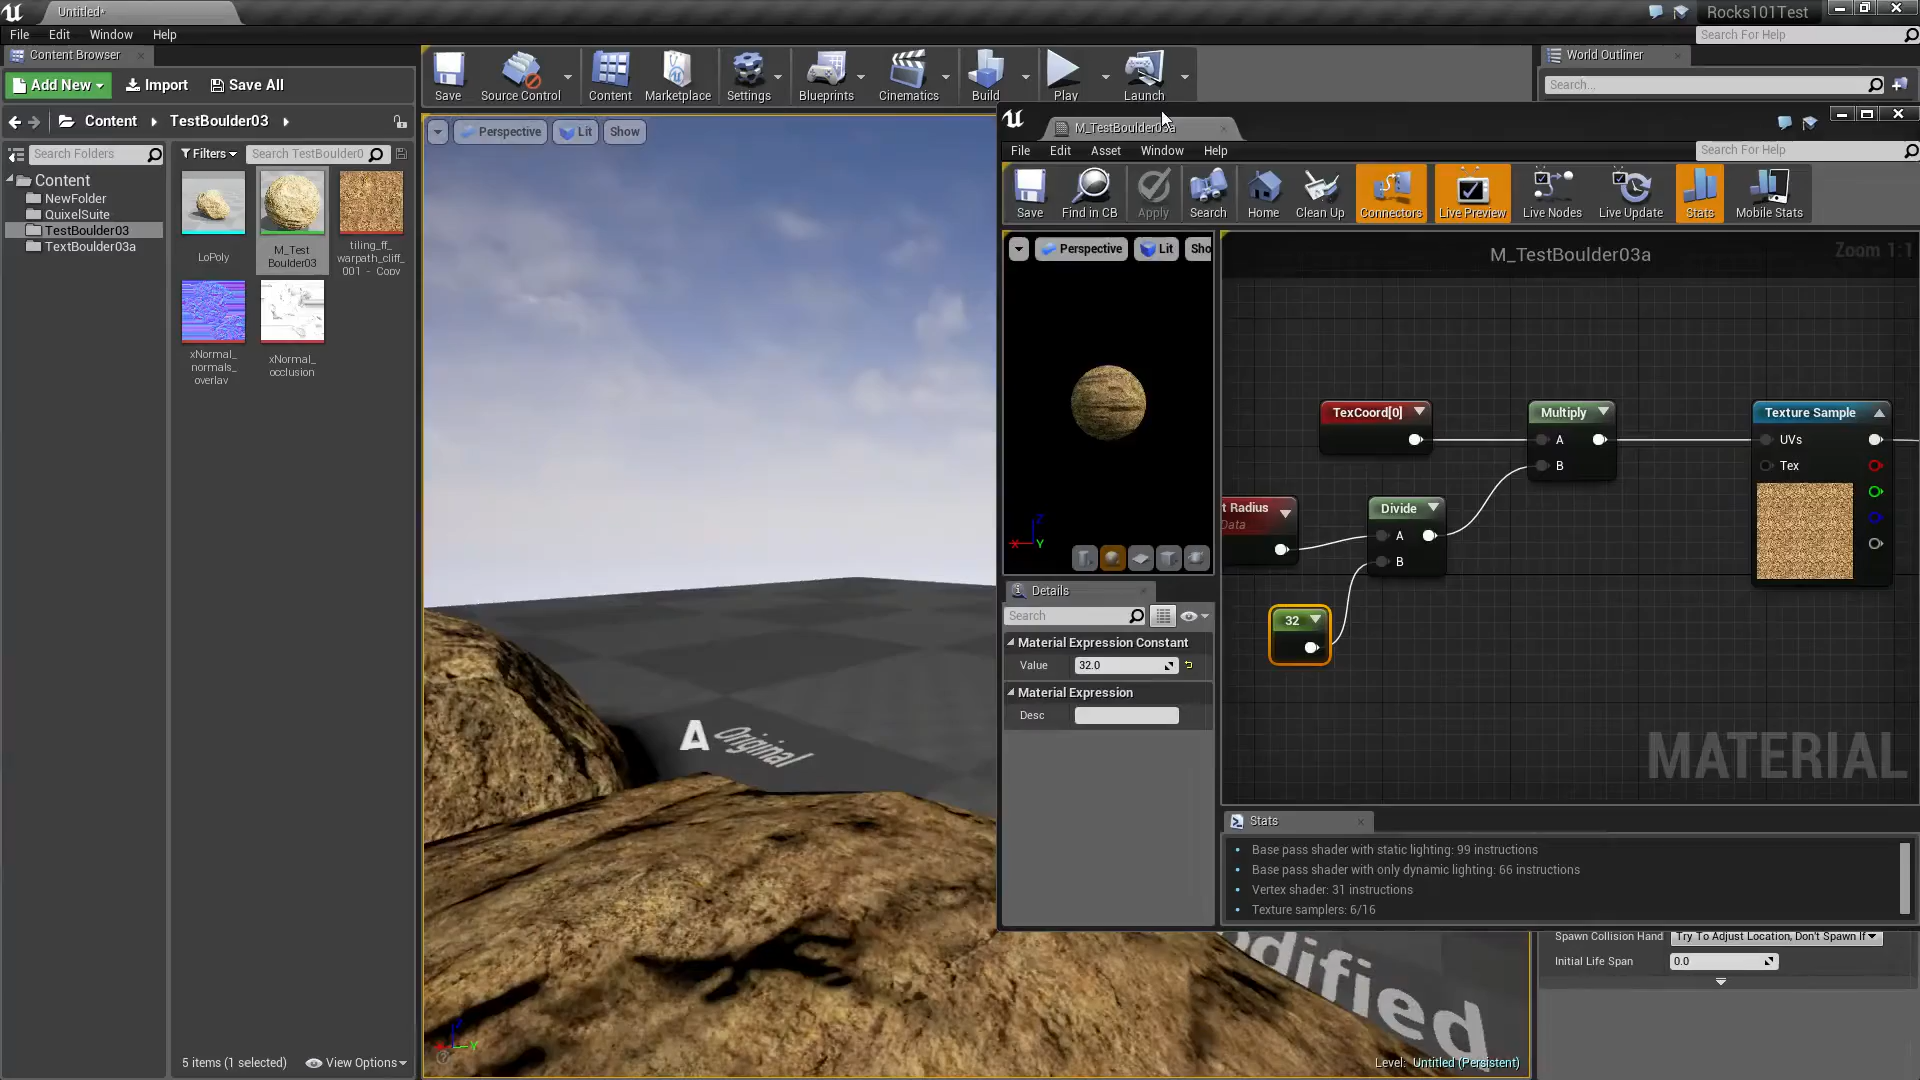 Untitled*
Rocks101Test
File Edit Window Help
Search For Help
Content Browser
World Outliner
Add New Import Save All
Save Source Control Content Marketplace Settings Blueprints Cinematics Build Play Launch
Search...
Content TestBoulder03
Search Folders
Filters Search TestBoulder0
Content
NewFolder
QuixelSuite
TestBoulder03
TextBoulder03a
LoPoly
M_Test
Boulder03
tiling_ff_
warpath_cliff_
001 - Copy
xNormal_
normals_
overlay
xNormal_
occlusion
5 items (1 selected) View Options
Perspective Lit Show
A Original
odified
Level: Untitled (Persistent)
M_TestBoulder03a
File Edit Asset Window Help
Search For Help
Save Find in CB Apply Search Home Clean Up Connectors Live Preview Live Nodes Live Update Stats Mobile Stats
Perspective Lit Sho
Z
X Y
M_TestBoulder03a
Zoom 1:1
TexCoord[0]
Multiply
A
B
Texture Sample
UVs
Tex
t Radius
Data
Divide
A
B
32
MATERIAL
Details
Search
Material Expression Constant
Value 32.0
Material Expression
Desc
Stats
Base pass shader with static lighting: 99 instructions
Base pass shader with only dynamic lighting: 66 instructions
Vertex shader: 31 instructions
Texture samplers: 6/16
Spawn Collision Hand Try To Adjust Location, Don't Spawn If
Initial Life Span 0.0